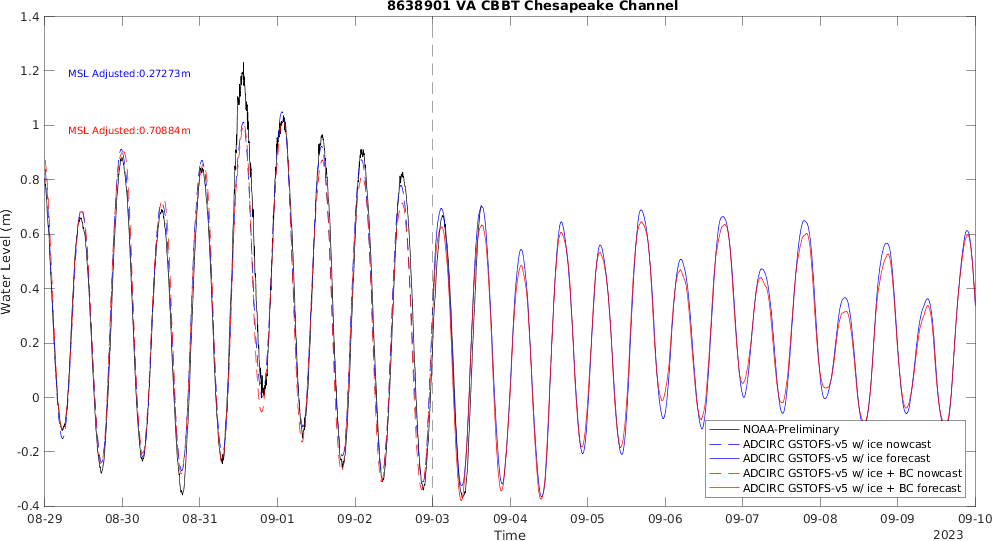 8638901 VA CBBT Chesapeake Channel
1.4
1.2
1
0.8
0.6
0.4
0.2
0
-0.2
-0.4
Water Level (m)
MSL Adjusted:0.27273m
MSL Adjusted:0.70884m
NOAA-Preliminary
ADCIRC GSTOFS-v5 w/ ice nowcast
ADCIRC GSTOFS-v5 w/ ice forecast
ADCIRC GSTOFS-v5 w/ ice + BC nowcast
ADCIRC GSTOFS-v5 w/ ice + BC forecast
08-29 08-30 08-31 09-01 09-02 09-03 09-04 09-05 09-06 09-07 09-08 09-09 09-10
Time
2023